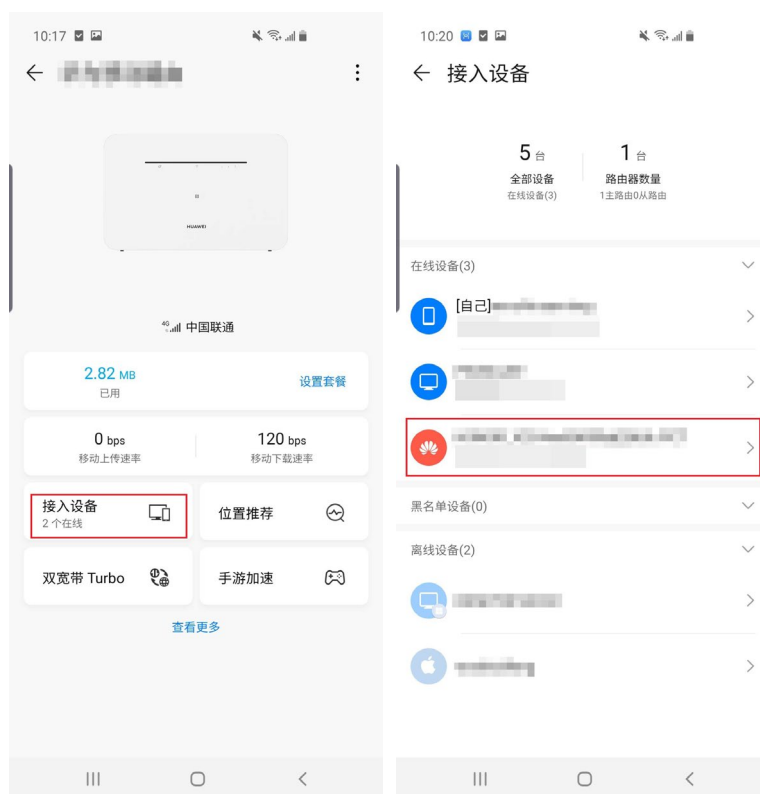 10:17
HUAWEI
4G 中国联通
2.82 MB
已用
设置套餐
0 bps
移动上传速率
120 bps
移动下载速率
接入设备
2 个在线
位置推荐
双宽带 Turbo
手游加速
查看更多
10:20
接入设备
5 台
全部设备
在线设备(3)
1 台
路由器数量
1主路由0从路由
在线设备(3)
[自己]
黑名单设备(0)
离线设备(2)